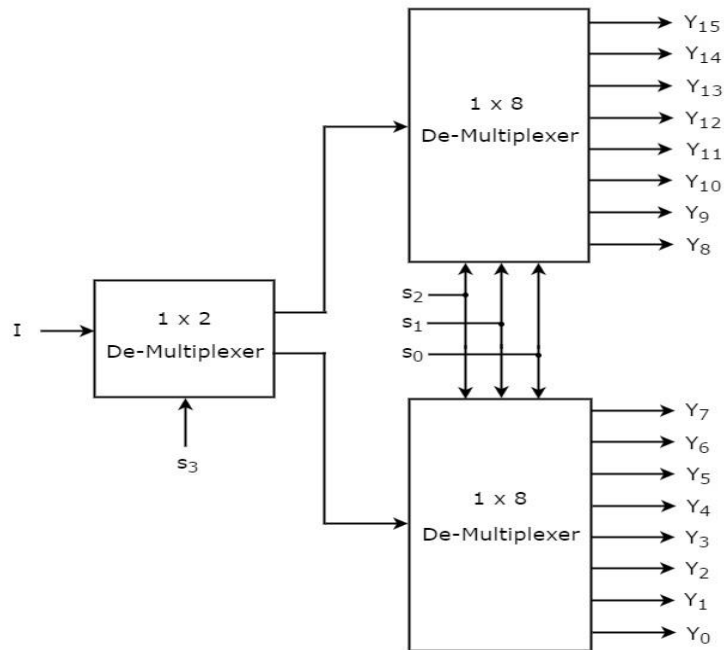 Y15
Y14
Y13
1 x 8
De-Multiplexer
Y12
Y11
Y10
Y9
Y8
I
1 x 2
De-Multiplexer
s3
s2
s1
s0
1 x 8
De-Multiplexer
Y7
Y6
Y5
Y4
Y3
Y2
Y1
Y0